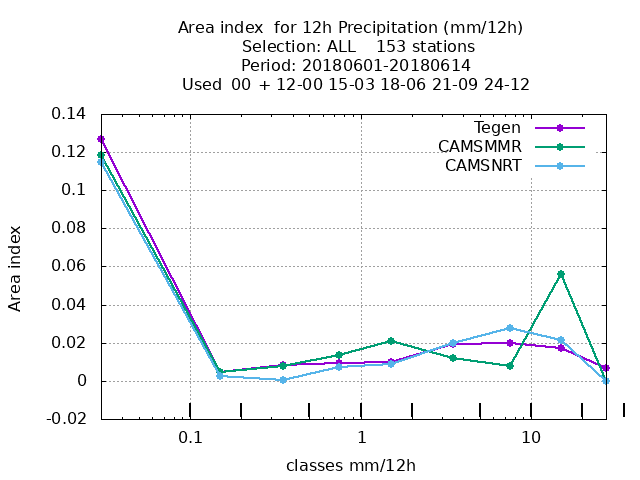 Area index  for 12h Precipitation (mm/12h)
Selection: ALL    153 stations
Period: 20180601-20180614
Used  00 + 12-00 15-03 18-06 21-09 24-12
0.14
0.12
0.1
0.08
0.06
0.04
0.02
0
-0.02
Area index
Tegen
CAMSMMR
CAMSNRT
0.1
1
10
classes mm/12h